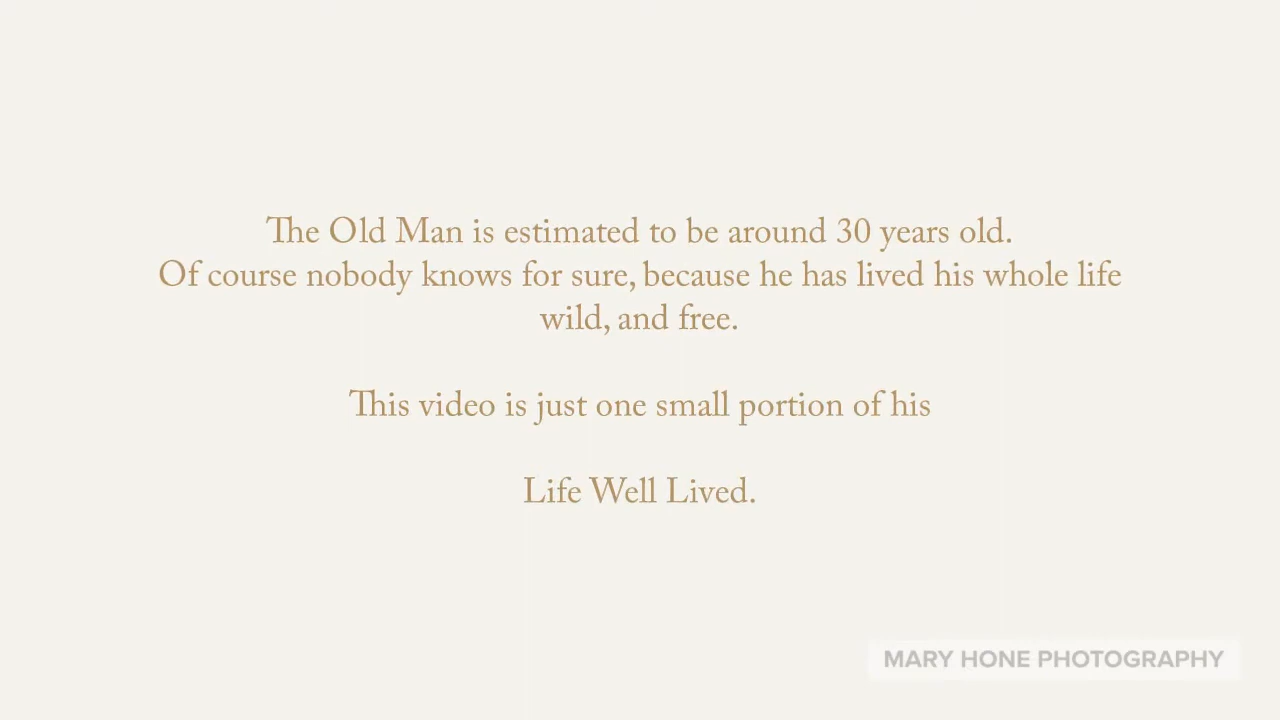 The Old Man is estimated to be around 30 years old.
Of course nobody knows for sure, because he has lived his whole life
wild, and free.
This video is just one small portion of his
Life Well Lived.
MARY HONE PHOTOGRAPHY